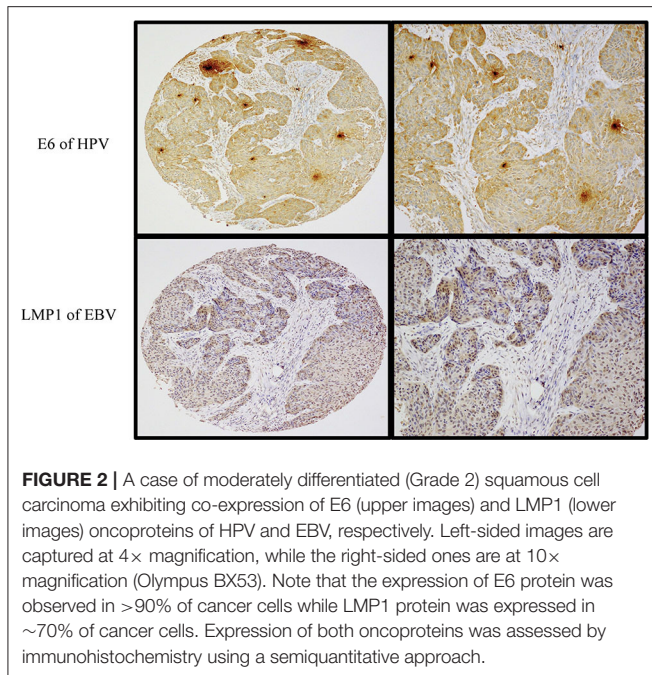 E6 of HPV
LMP1 of EBV
FIGURE 2 | A case of moderately differentiated (Grade 2) squamous cell
carcinoma exhibiting co-expression of E6 (upper images) and LMP1 (lower
images) oncoproteins of HPV and EBV, respectively. Left-sided images are
captured at 4× magnification, while the right-sided ones are at 10×
magnification (Olympus BX53). Note that the expression of E6 protein was
observed in >90% of cancer cells while LMP1 protein was expressed in
∼70% of cancer cells. Expression of both oncoproteins was assessed by
immunohistochemistry using a semiquantitative approach.